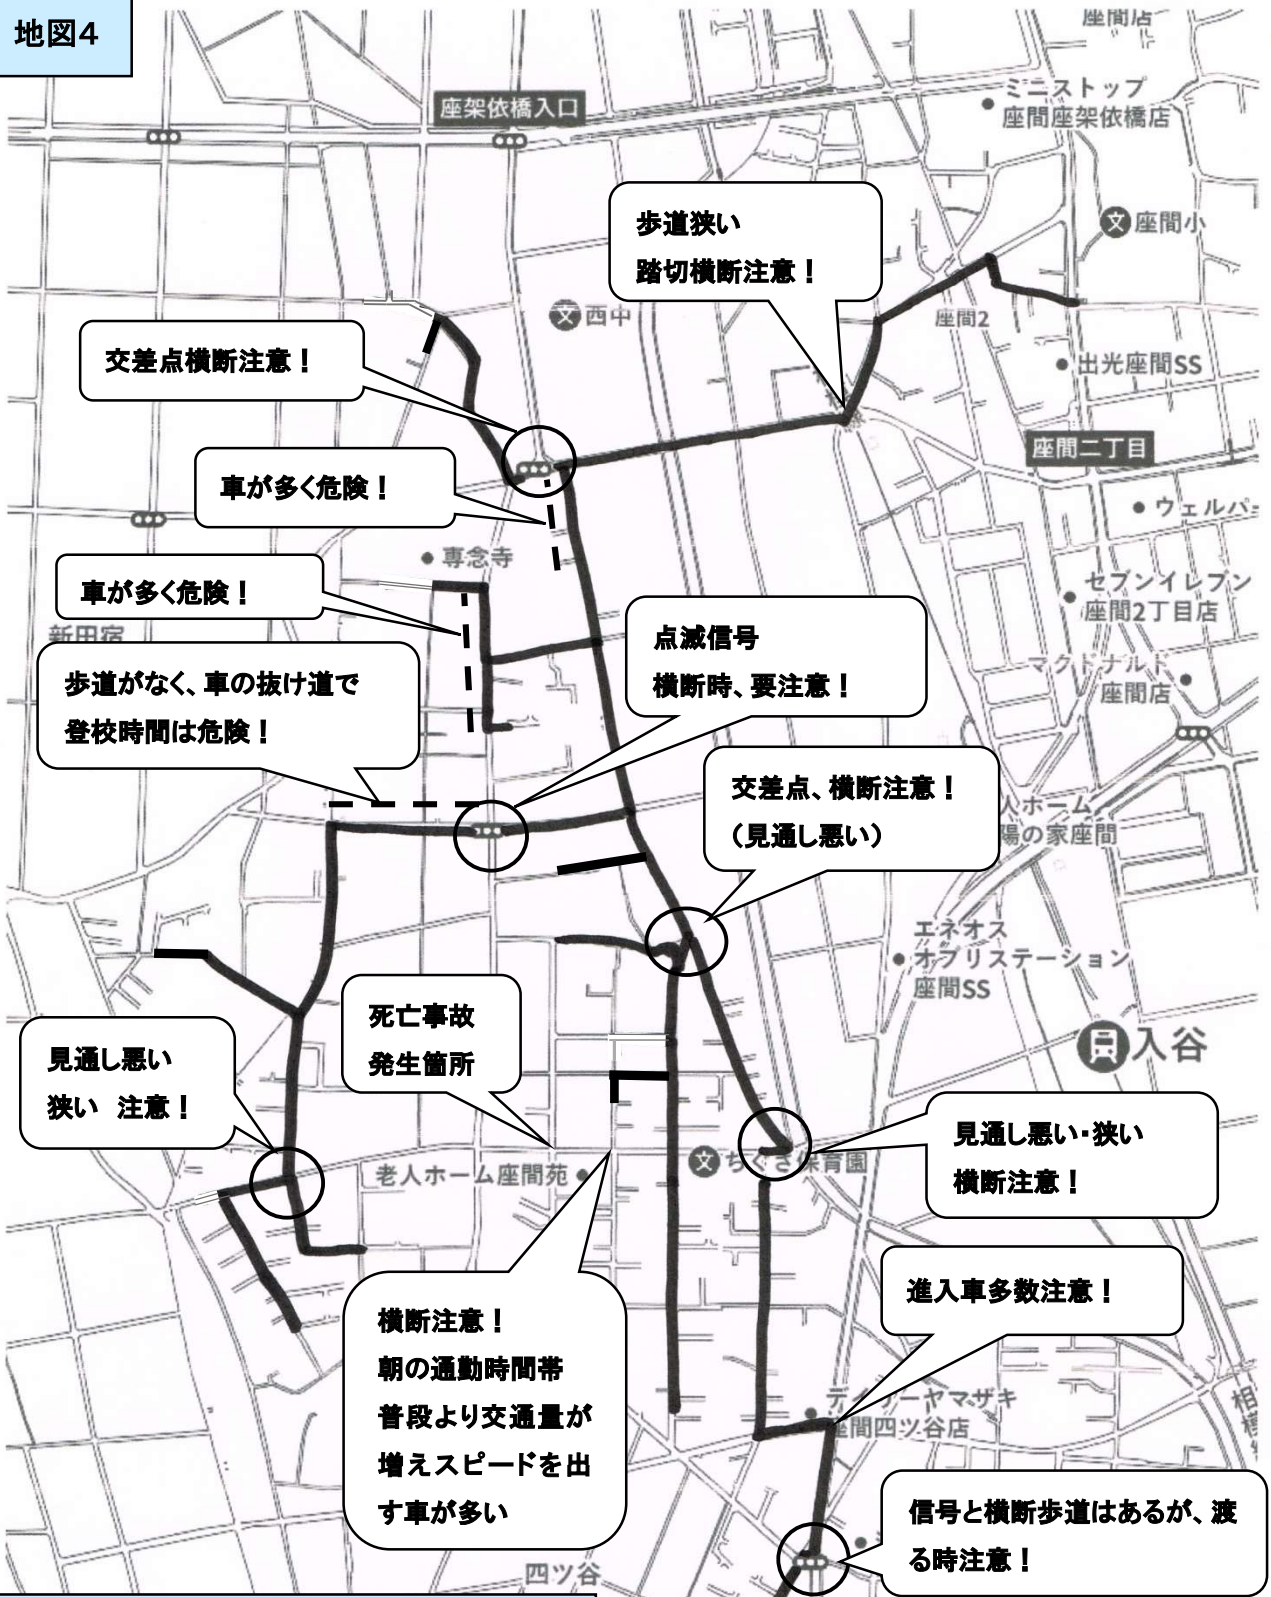 地図4
座間店
ミニストップ
座間座架依橋店
座架依橋入口
座間小
歩道狭い
踏切横断注意！
西中
座間2
交差点横断注意！
出光座間SS
座間二丁目
車が多く危険！
ウェルパ
専念寺
車が多く危険！
セブンイレブン
座間2丁目店
新田宿
点滅信号
横断時、要注意！
マクドナルド
座間店
歩道がなく、車の抜け道で
登校時間は危険！
交差点、横断注意！
（見通し悪い）
人ホーム
陽の家座間
エネオス
オブリステーション
座間SS
死亡事故
発生箇所
入谷
見通し悪い
狭い　注意！
見通し悪い・狭い
横断注意！
ちぐさ保育園
老人ホーム座間苑
進入車多数注意！
横断注意！
朝の通勤時間帯
普段より交通量が
増えスピードを出
す車が多い
デイリーヤマザキ
座間四ツ谷店
相模
信号と横断歩道はあるが、渡
る時注意！
四ツ谷